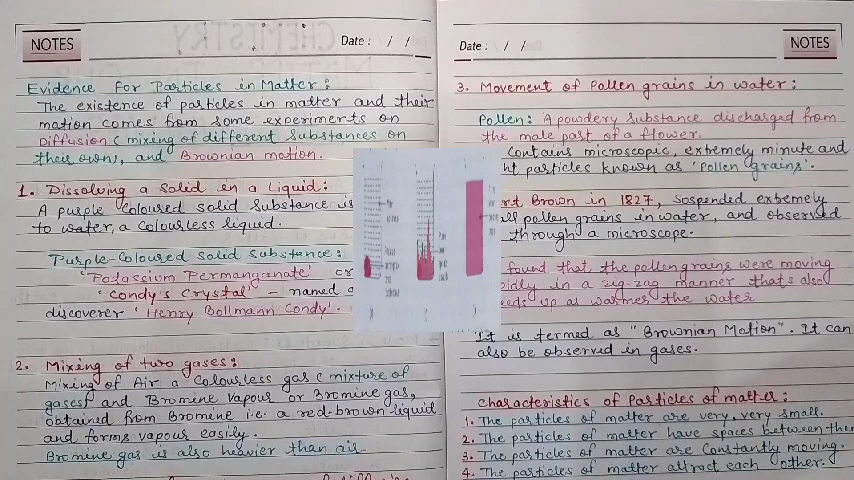 NOTES
Date : / /
Evidence For Particles in Matter:
The existence of particles in matter and their
motion comes from some experiments on
Diffusion ( mixing of different substances on
their own), and Brownian motion.
1. Dissolving a Solid in a Liquid:
A purple Coloured solid Substance is
to water, a Colourless liquid.
Purple-Coloured Solid Substance:
'Potassium Permanganate' or
'Condy's Crystal' - named
discoverer 'Henry Bollmann Condy'.
2. Mixing of two gases:
Mixing of Air a Colourless gas ( mixture of
gases) and Bromine Vapour or Bromine gas,
obtained from Bromine i.e. a red-brown liquid
and forms vapour easily.
Bromine gas is also heavier than air.
Date : / /
NOTES
3. Movement of Pollen grains in water:
Pollen: A powdery substance discharged from
the male part of a flower.
Contains microscopic, extremely minute and
particles known as 'Pollen grains'.
Brown in 1827, suspended extremely
pollen grains in water, and observed
through a microscope.
found that the pollen grains were moving
in a zig-zag manner that's also
up as warmer the water
It is termed as "Brownian Motion". It can
also be observed in gases.
Characteristics of Particles of matter:
1. The particles of matter are very, very small.
2. The particles of matter have spaces between
3. The particles of matter are Constantly moving.
4. The particles of matter attract each other.